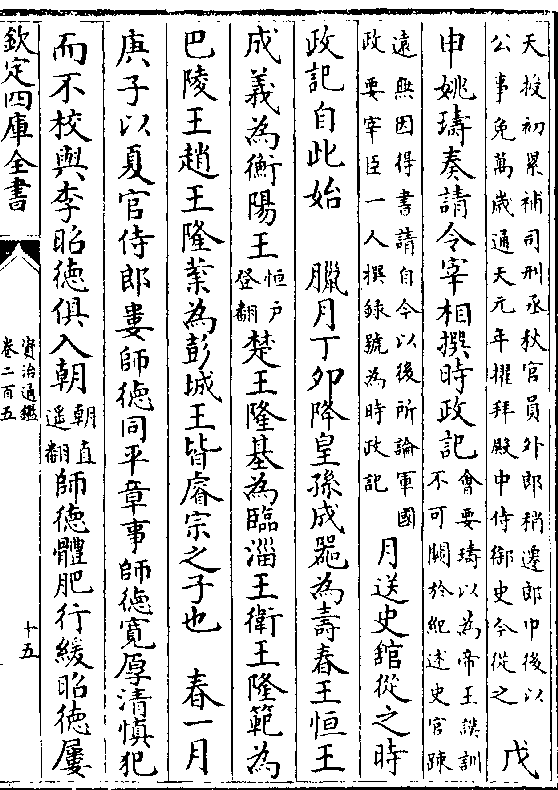 天授初累補司刑丞秋官員外郎稍遷郎中後以
公事免萬歲通天元年擢拜殿中侍御史今從之
戊
申姚璹奏請令宰相撰時政記
會要璹以為帝王謨訓
不可闕於紀述史官疎
遠無因得書請自今以後所論軍國
政要宰臣一人撰錄號為時政記
月送史館從之時
政記自此始　臘月丁夘降皇孫成器為壽春王恒王
成義為衡陽王
恒戶
登翻
楚王隆基為臨淄王衛王隆範為
巴陵王趙王隆業為彭城王皆睿宗之子也　春一月
庚子以夏官侍郎婁師德同平章事師德寛厚清慎犯
而不校與李昭德俱入朝
朝直
遥翻
師德體肥行緩昭德屢
欽定四庫全書
資治通鑑
卷二百五
十五